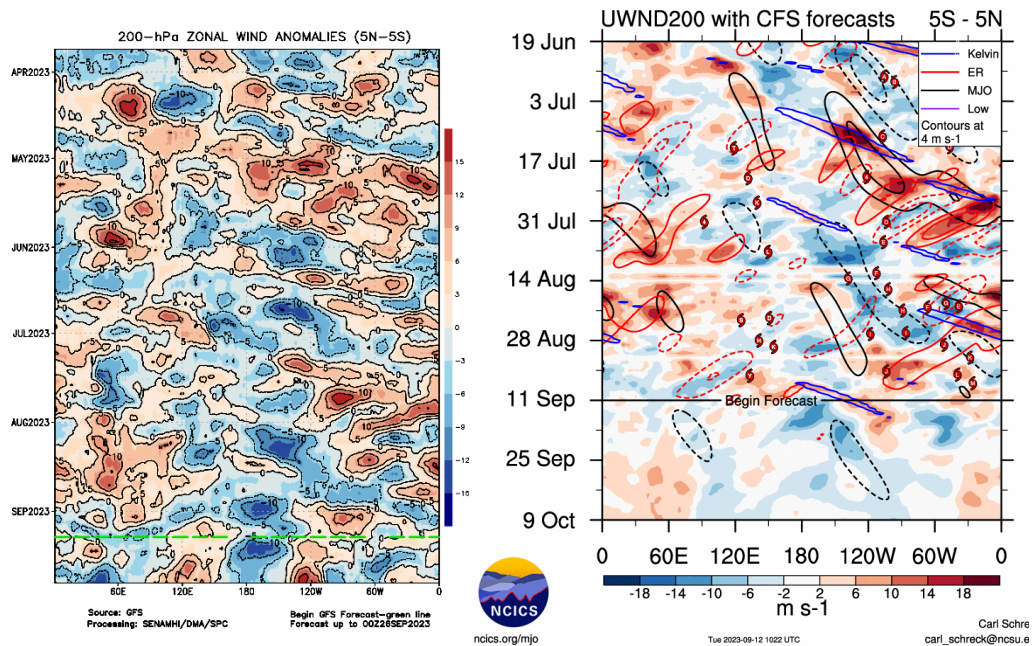 200-hPa ZONAL WIND ANOMALIES (5N-5S)
APR2023
MAY2023
JUN2023
JUL2023
AUG2023
SEP2023
60E 120E 180 120W 60W 0
15
12
9
6
3
0
-3
-6
-9
-12
-15
Source: GFS
Processing: SENAMHI/DMA/SPC
Begin GFS Forecast-green line
Forecast up to 00Z26SEP2023
UWND200 with CFS forecasts 5S - 5N
19 Jun
3 Jul
17 Jul
31 Jul
14 Aug
28 Aug
11 Sep
25 Sep
9 Oct
Kelvin
ER
MJO
Low
Contours at
4 m s-1
Begin Forecast
0 60E 120E 180 120W 60W 0
-18 -14 -10 -6 -2 2 6 10 14 18
m s-1
NCICS
ncics.org/mjo
Tue 2023-09-12 1022 UTC
Carl Schre
carl_schreck@ncsu.e